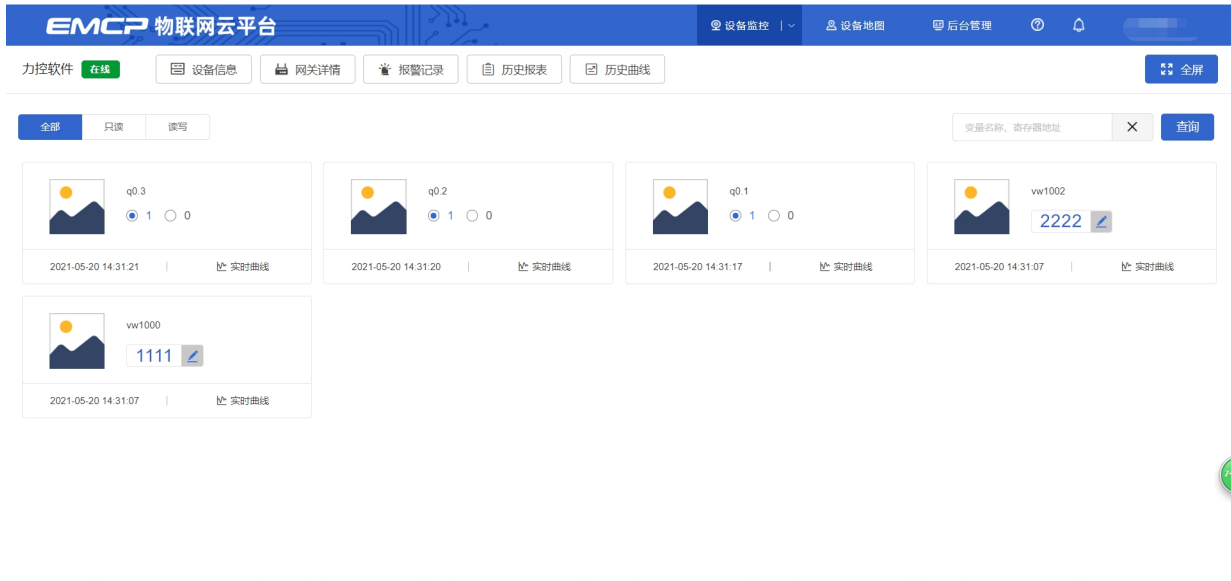 EMCP 物联网云平台 设备监控 设备地图 后台管理
力控软件 在线 设备信息 网关详情 报警记录 历史报表 历史曲线 全屏
全部 只读 读写 变量名称、寄存器地址 查询
q0.3 q0.2 q0.1 vw1002
1 0 1 0 1 0 2222
2021-05-20 14:31:21 实时曲线 2021-05-20 14:31:20 实时曲线 2021-05-20 14:31:17 实时曲线 2021-05-20 14:31:07 实时曲线
vw1000
1111
2021-05-20 14:31:07 实时曲线